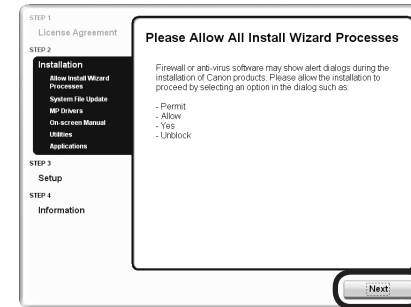 STEP 1
License Agreement
STEP 2
Installation
Allow Install Wizard
Processes
System File Update
MP Drivers
On-screen Manual
Utilities
Applications
STEP 3
Setup
STEP 4
Information
Please Allow All Install Wizard Processes
Firewall or anti-virus software may show alert dialogs during the
installation of Canon products. Please allow the installation to
proceed by selecting an option in the dialog such as:
- Permit
- Allow
- Yes
- Unblock
Next